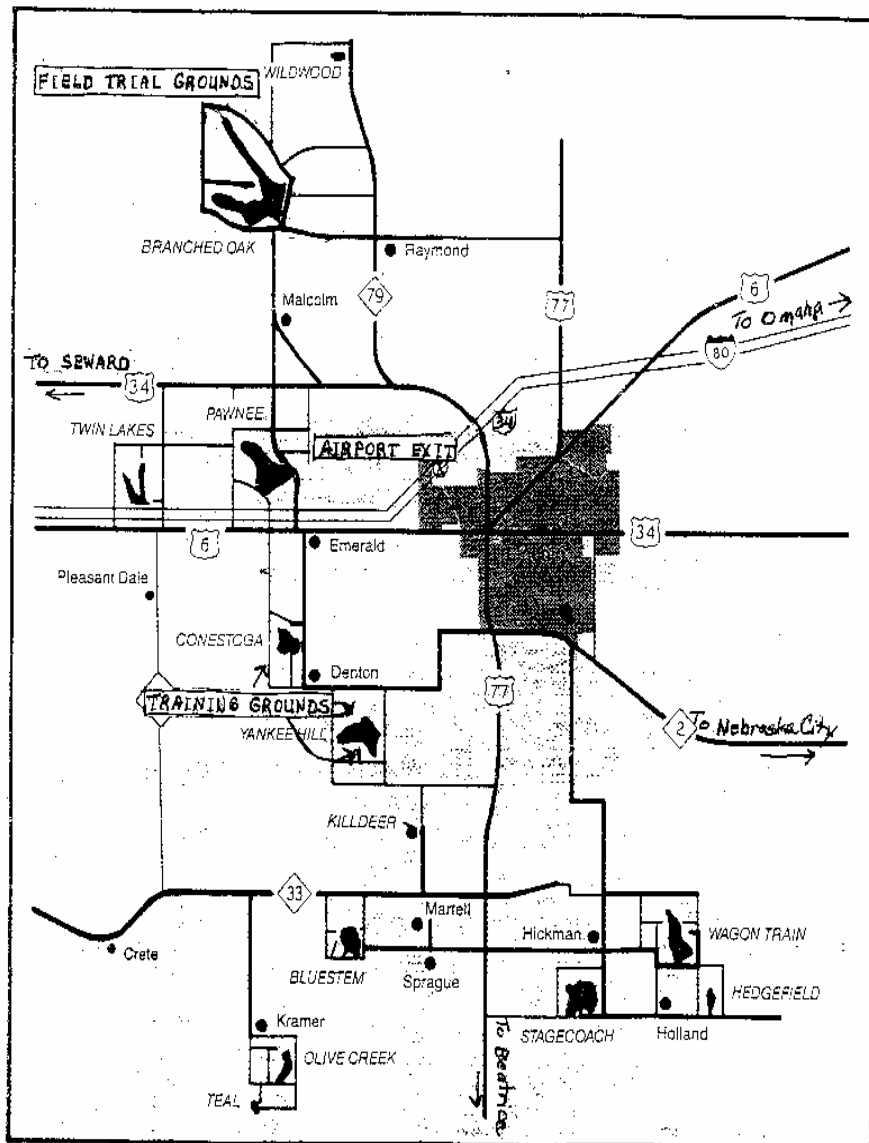 WILDWOOD
FIELD TRIAL GROUNDS
BRANCHED OAK
Raymond
Malcolm
79
77
6
To Omaha
80
TO SEWARD
34
PAWNEE
34
TWIN LAKES
AIRPORT EXIT
6
Emerald
34
Pleasant Dale
CONESTOGA
Denton
77
TRAINING GROUNDS
YANKEE HILL
2
To Nebraska City
KILLDEER
33
Martell
Hickman
WAGON TRAIN
Crete
BLUESTEM
Sprague
HEDGEFIELD
Kramer
STAGECOACH
Holland
To Beatrice
OLIVE CREEK
TEAL